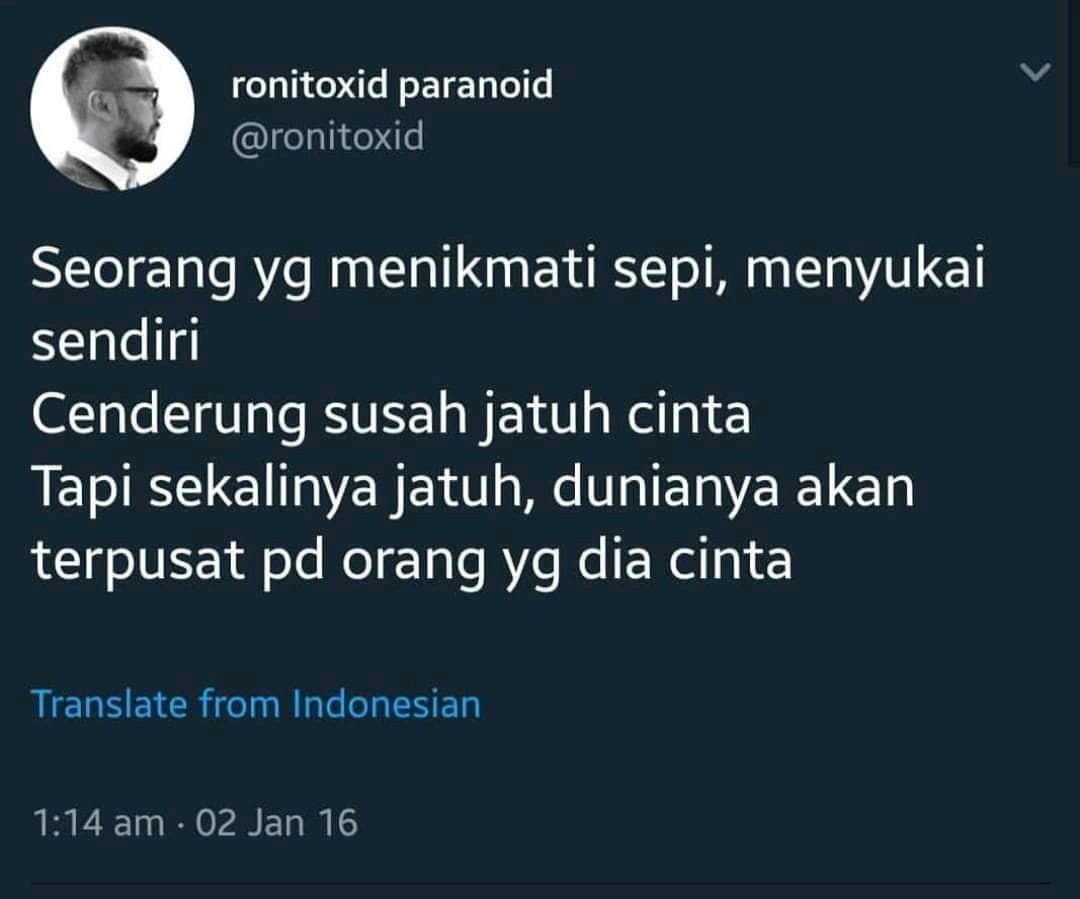 ronitoxid paranoid
@ronitoxid
Seorang yg menikmati sepi, menyukai
sendiri
Cenderung susah jatuh cinta
Tapi sekalinya jatuh, dunianya akan
terpusat pd orang yg dia cinta
Translate from Indonesian
1:14 am · 02 Jan 16